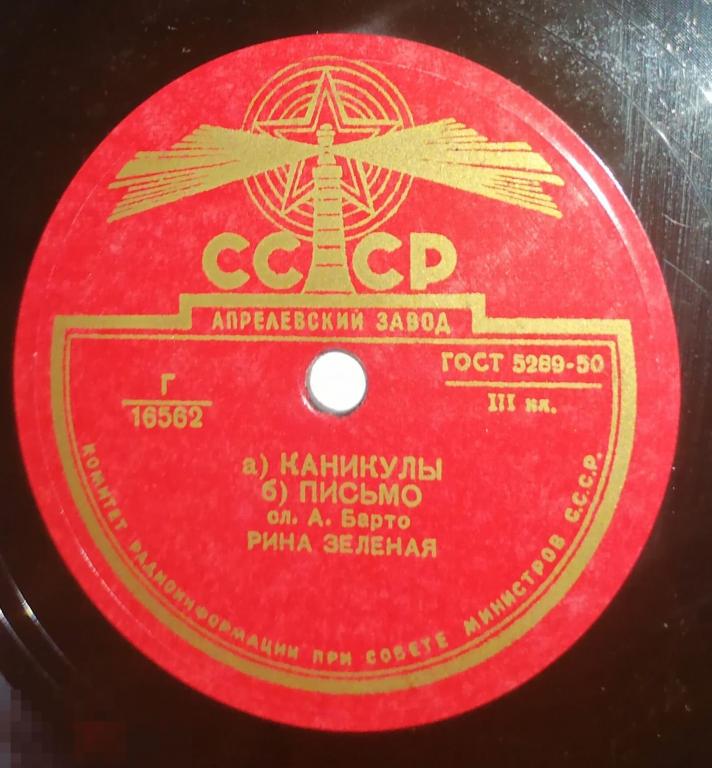 СССР
АПРЕЛЕВСКИЙ ЗАВОД
ГОСТ 5289-50
Г
16562
III кл.
а) КАНИКУЛЫ
б) ПИСЬМО
сл. А. Барто
РИНА ЗЕЛЕНАЯ
КОМИТЕТ РАДИОИНФОРМАЦИИ ПРИ СОВЕТЕ МИНИСТРОВ С.С.С.Р.